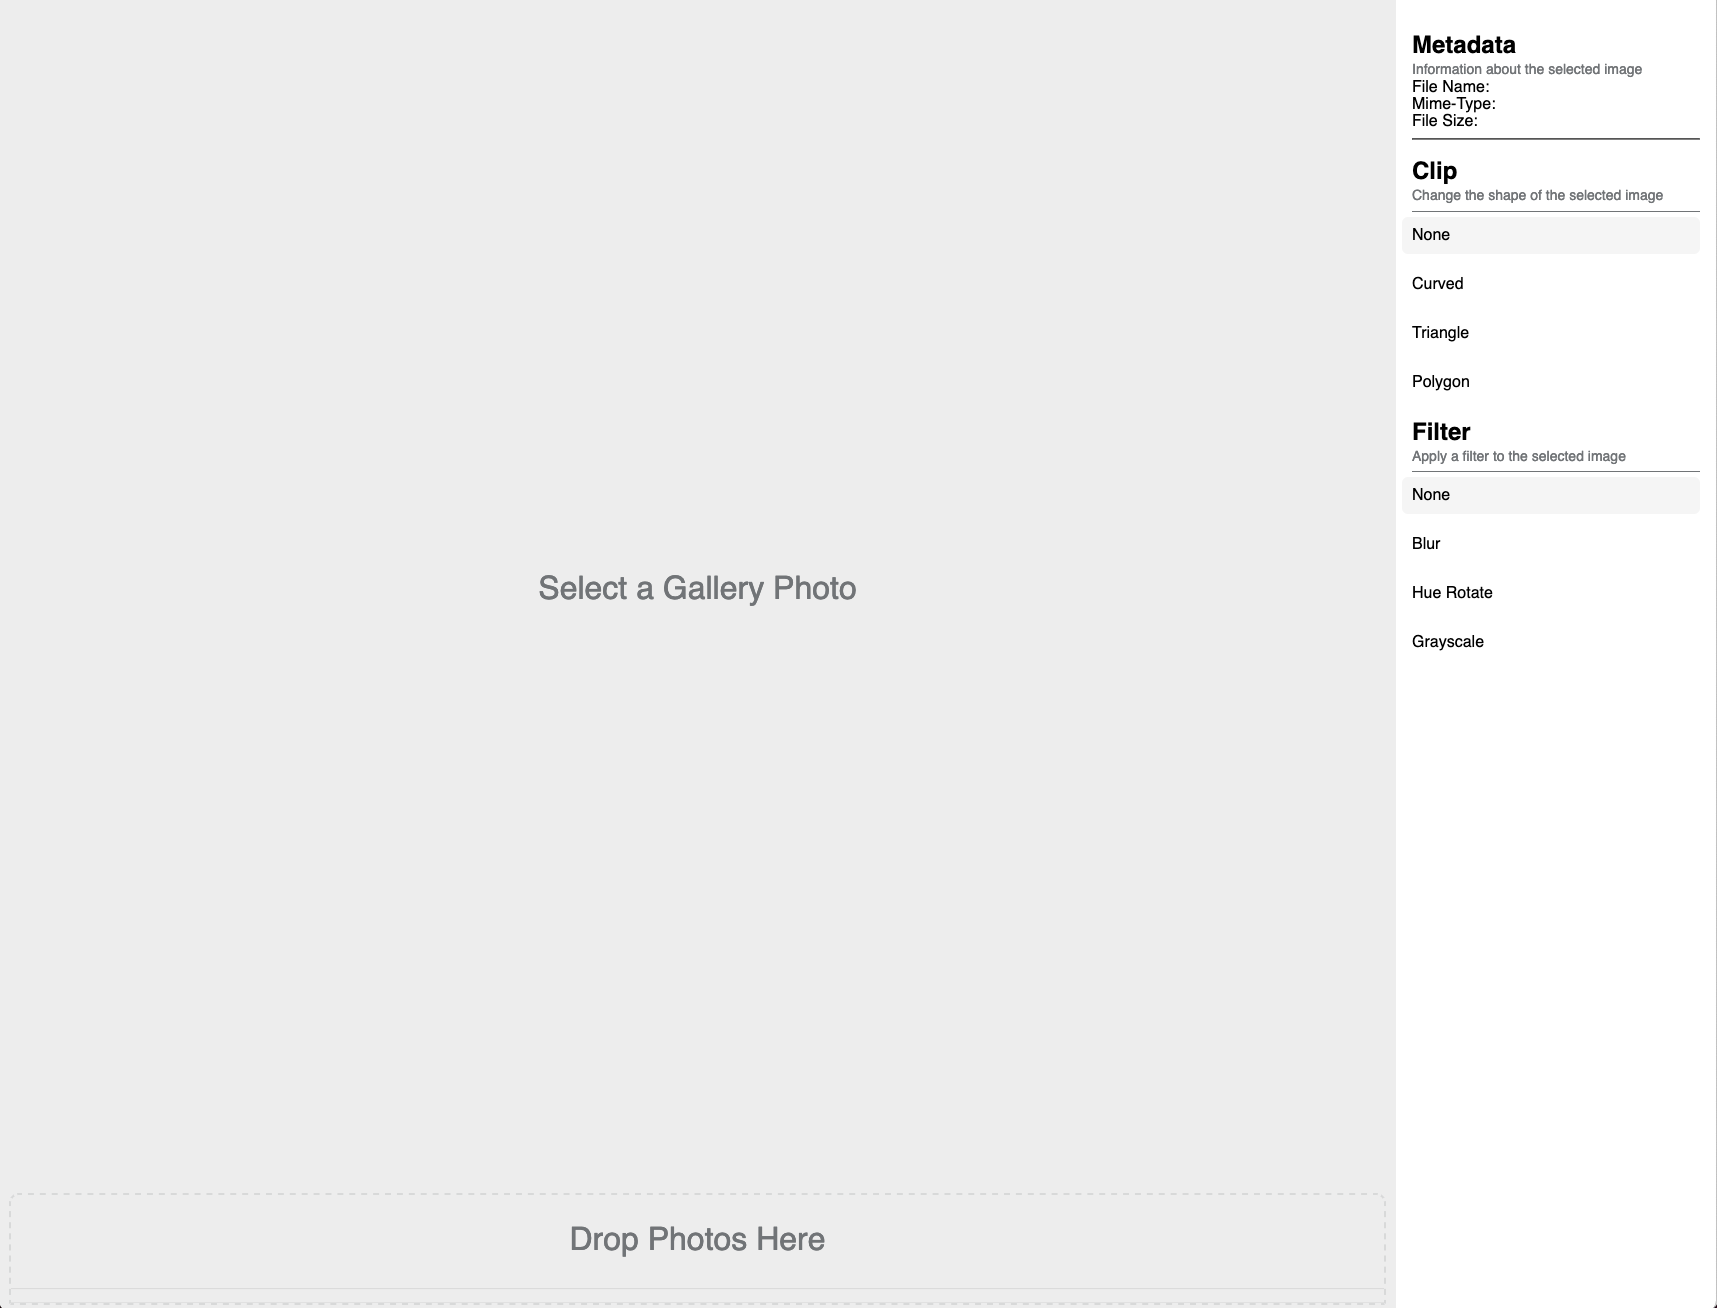 Metadata
Information about the selected image
File Name:
Mime-Type:
File Size:
Clip
Change the shape of the selected image
None
Curved
Triangle
Polygon
Filter
Apply a filter to the selected image
None
Blur
Hue Rotate
Grayscale
Select a Gallery Photo
Drop Photos Here